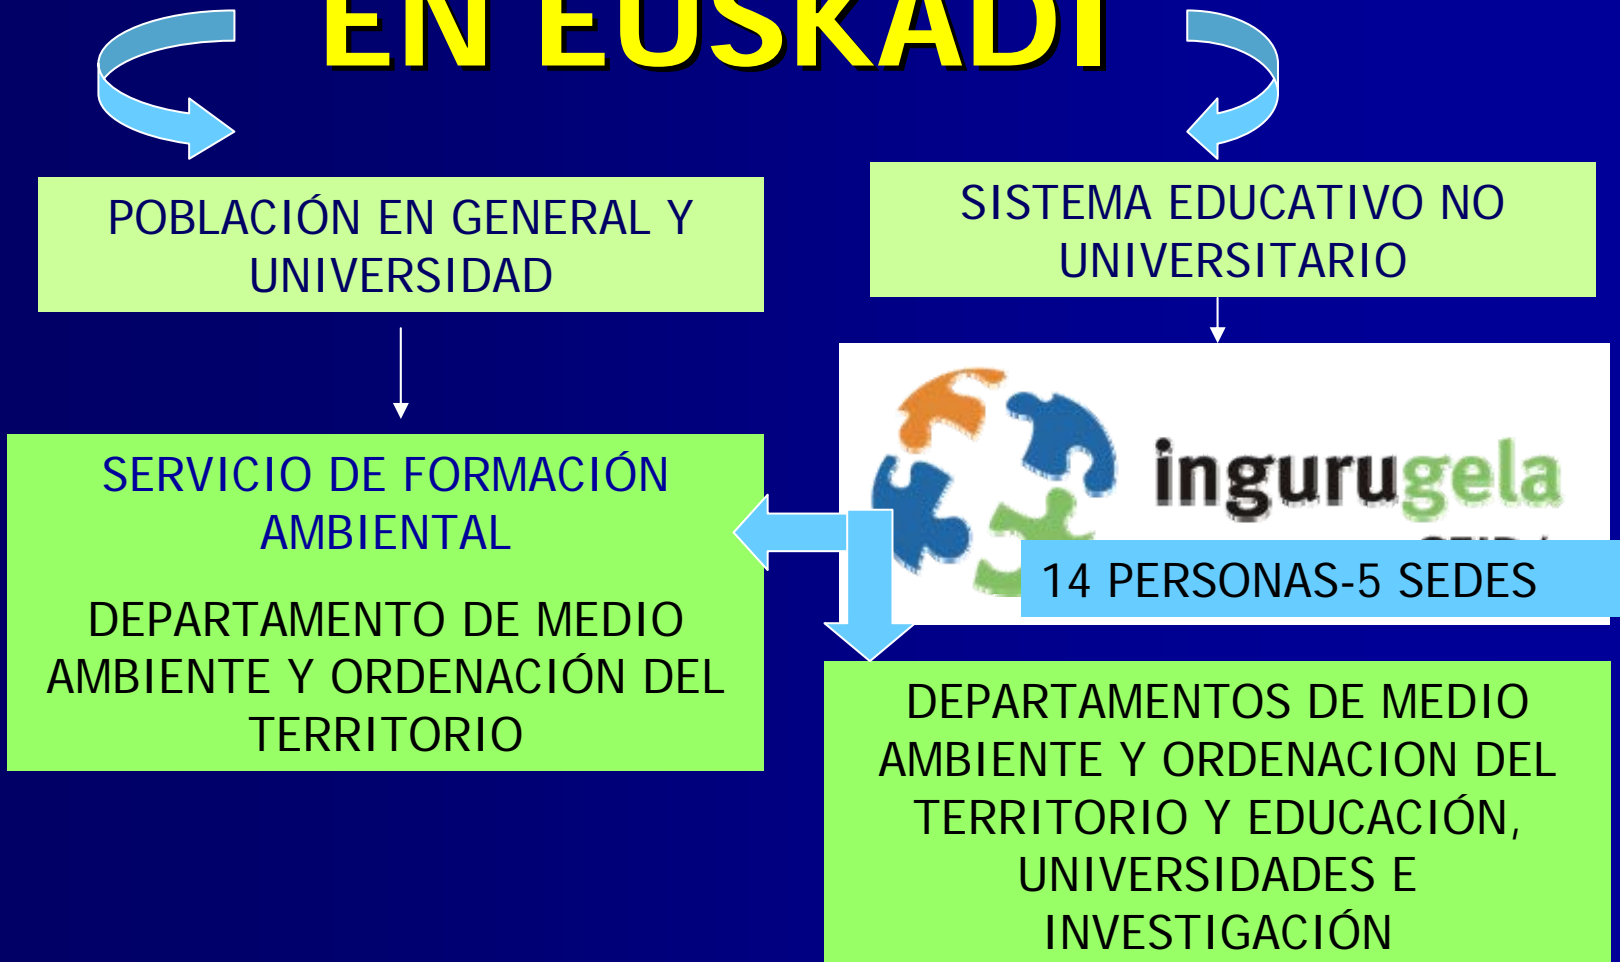 EN EUSKADI
POBLACIÓN EN GENERAL Y
UNIVERSIDAD
SERVICIO DE FORMACIÓN
AMBIENTAL
DEPARTAMENTO DE MEDIO
AMBIENTE Y ORDENACIÓN DEL
TERRITORIO
SISTEMA EDUCATIVO NO
UNIVERSITARIO
ingurugela
14 PERSONAS-5 SEDES
DEPARTAMENTOS DE MEDIO
AMBIENTE Y ORDENACION DEL
TERRITORIO Y EDUCACIÓN,
UNIVERSIDADES E
INVESTIGACIÓN